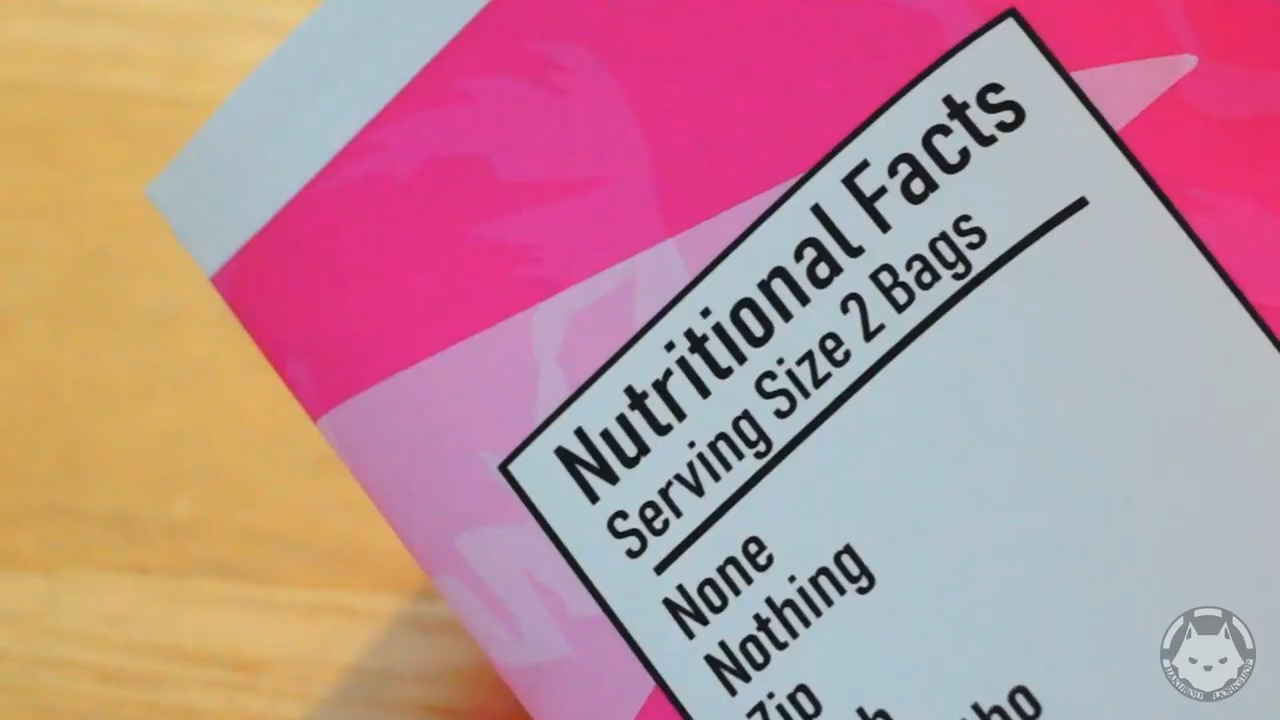 Nutritional Facts
Serving Size 2 Bags
None
Nothing
Zip